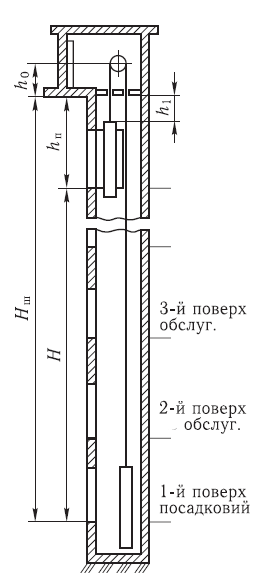 h₀
h₁
hп
Hш
H
3-й поверх
обслуг.
2-й поверх
обслуг.
1-й поверх
посадковий